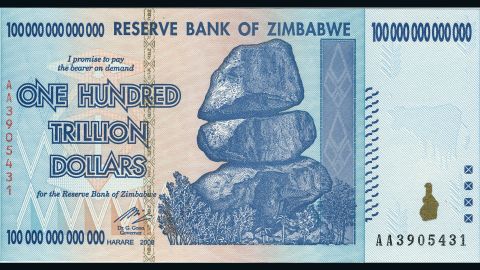 100 000 000 000 000
RESERVE BANK OF ZIMBABWE
100 000 000 000 000
I promise to pay
the bearer on demand
ONE HUNDRED
TRILLION
DOLLARS
for the Reserve Bank of Zimbabwe
Dr. G. Gono
Governor
HARARE 2008
100 000 000 000 000
AA3905431
AA3905431